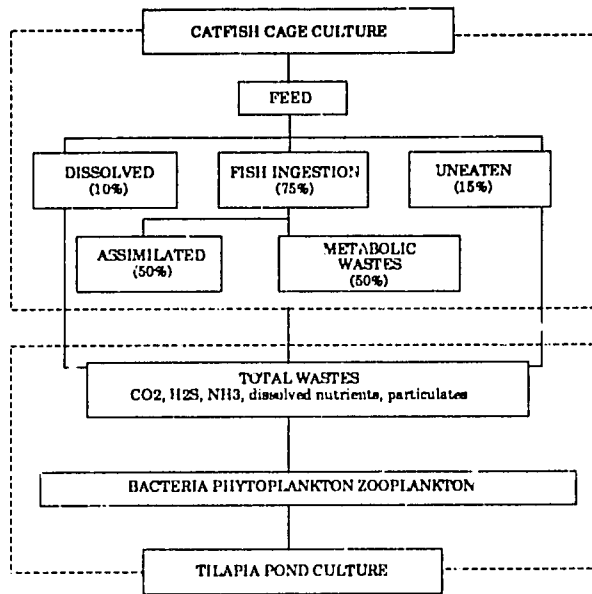 CATFISH CAGE CULTURE
FEED
DISSOLVED
(10%)
FISH INGESTION
(75%)
UNEATEN
(15%)
ASSIMILATED
(50%)
METABOLIC
WASTES
(50%)
TOTAL WASTES
CO2, H2S, NH3, dissolved nutrients, particulates
BACTERIA PHYTOPLANKTON ZOOPLANKTON
TILAPIA POND CULTURE